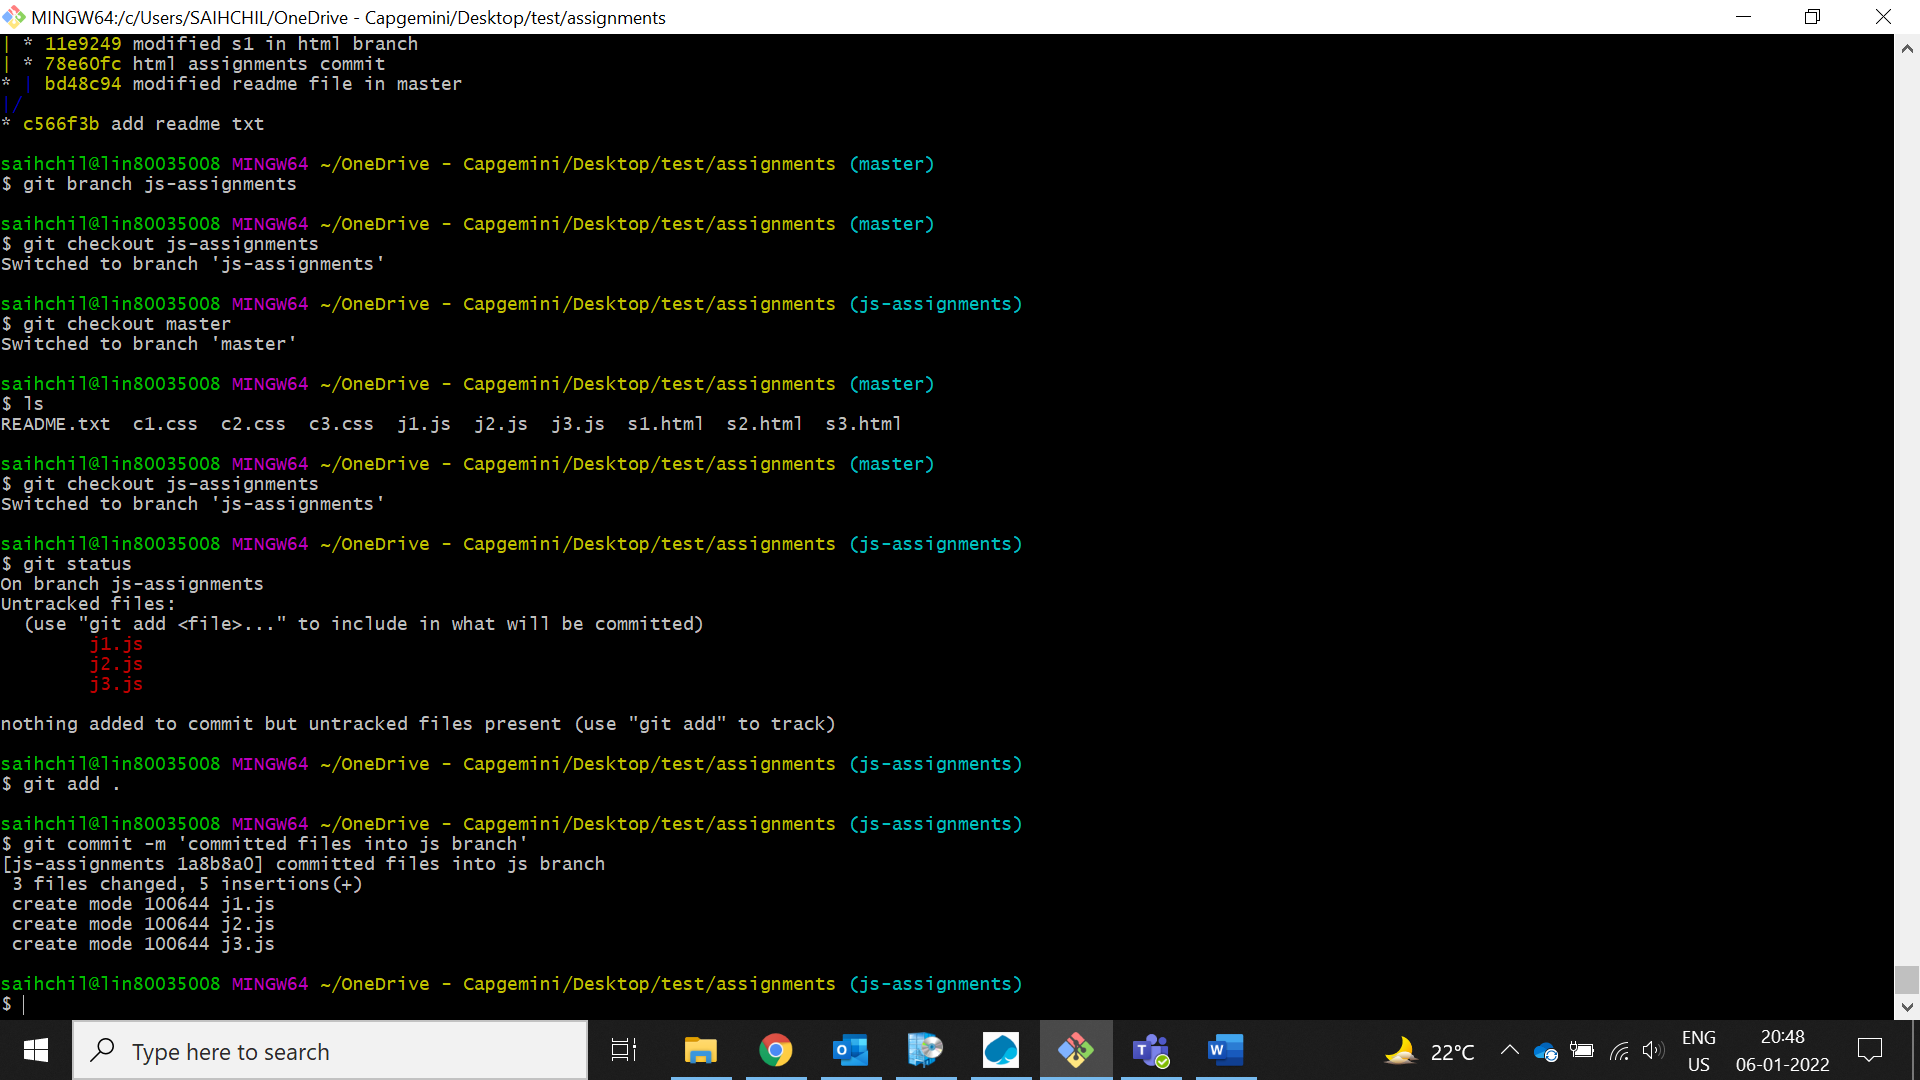 MINGW64:/c/Users/SAIHCHIL/OneDrive - Capgemini/Desktop/test/assignments
| * 11e9249 modified s1 in html branch
| * 78e60fc html assignments commit
* | bd48c94 modified readme file in master
|/
* c566f3b add readme txt
saihchil@lin80035008 MINGW64 ~/OneDrive - Capgemini/Desktop/test/assignments (master)
$ git branch js-assignments
saihchil@lin80035008 MINGW64 ~/OneDrive - Capgemini/Desktop/test/assignments (master)
$ git checkout js-assignments
Switched to branch 'js-assignments'
saihchil@lin80035008 MINGW64 ~/OneDrive - Capgemini/Desktop/test/assignments (js-assignments)
$ git checkout master
Switched to branch 'master'
saihchil@lin80035008 MINGW64 ~/OneDrive - Capgemini/Desktop/test/assignments (master)
$ ls
README.txt  c1.css  c2.css  c3.css  j1.js  j2.js  j3.js  s1.html  s2.html  s3.html
saihchil@lin80035008 MINGW64 ~/OneDrive - Capgemini/Desktop/test/assignments (master)
$ git checkout js-assignments
Switched to branch 'js-assignments'
saihchil@lin80035008 MINGW64 ~/OneDrive - Capgemini/Desktop/test/assignments (js-assignments)
$ git status
On branch js-assignments
Untracked files:
  (use "git add <file>..." to include in what will be committed)
        j1.js
        j2.js
        j3.js
nothing added to commit but untracked files present (use "git add" to track)
saihchil@lin80035008 MINGW64 ~/OneDrive - Capgemini/Desktop/test/assignments (js-assignments)
$ git add .
saihchil@lin80035008 MINGW64 ~/OneDrive - Capgemini/Desktop/test/assignments (js-assignments)
$ git commit -m 'committed files into js branch'
[js-assignments 1a8b8a0] committed files into js branch
 3 files changed, 5 insertions(+)
 create mode 100644 j1.js
 create mode 100644 j2.js
 create mode 100644 j3.js
saihchil@lin80035008 MINGW64 ~/OneDrive - Capgemini/Desktop/test/assignments (js-assignments)
$
Type here to search
22°C
ENG
US
20:48
06-01-2022